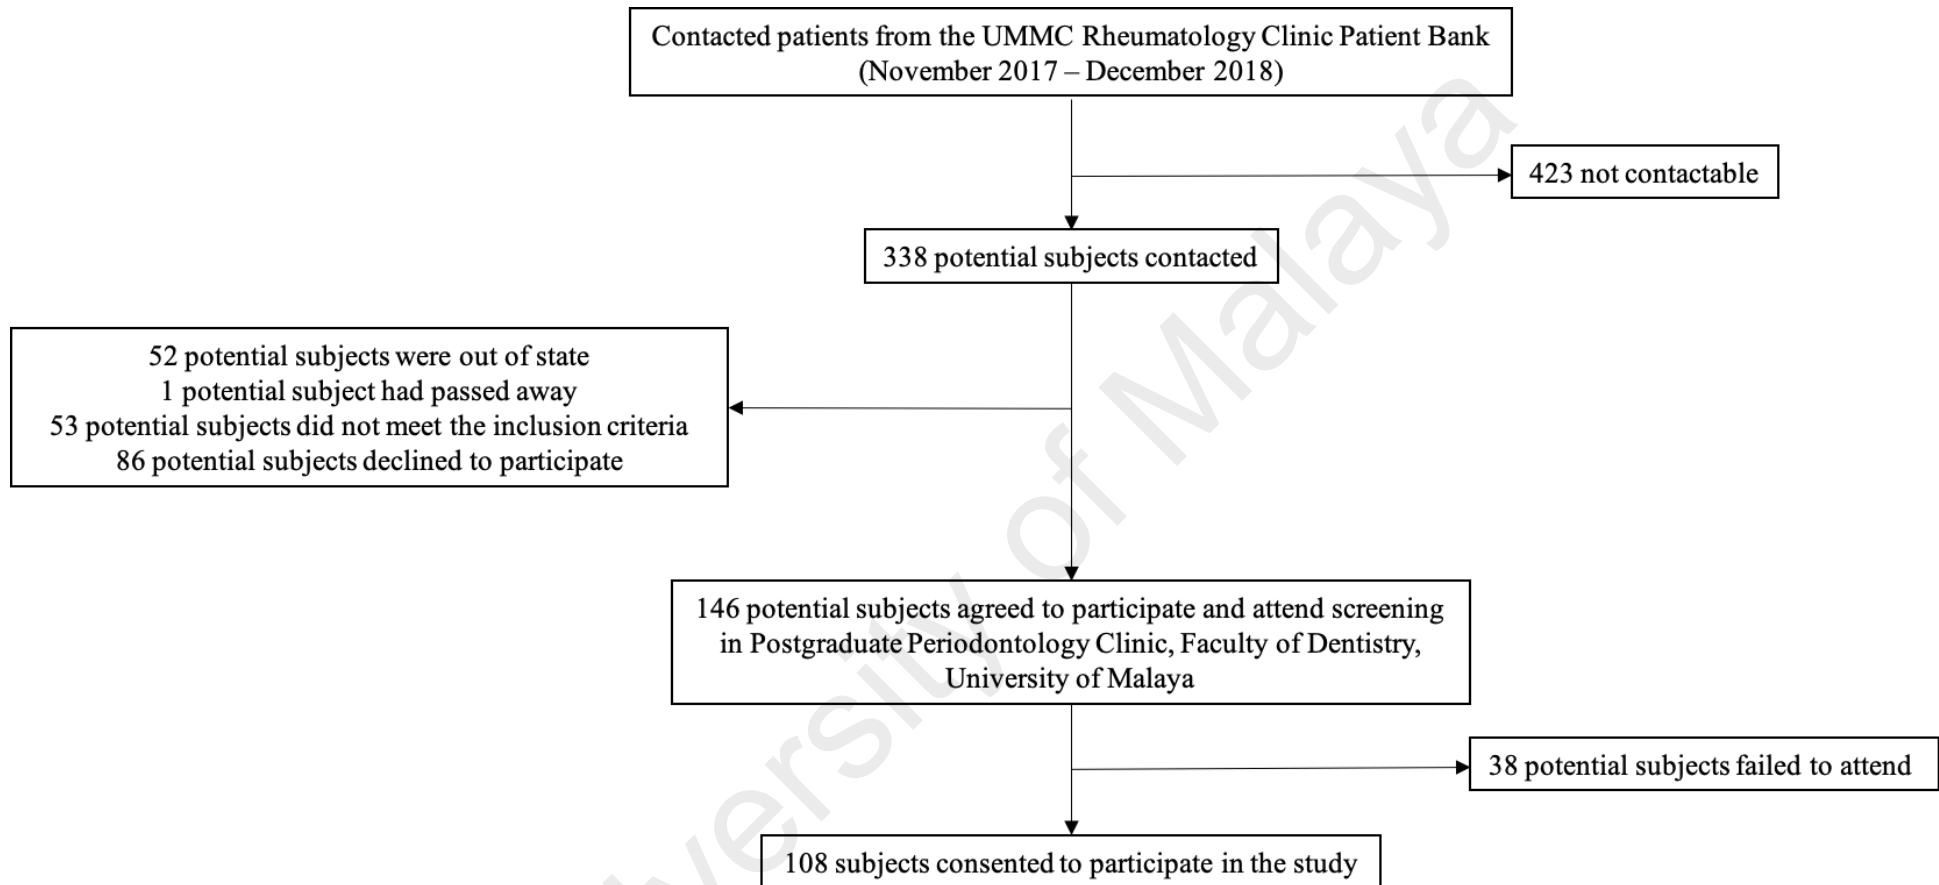 Contacted patients from the UMMC Rheumatology Clinic Patient Bank
(November 2017 – December 2018)
423 not contactable
338 potential subjects contacted
52 potential subjects were out of state
1 potential subject had passed away
53 potential subjects did not meet the inclusion criteria
86 potential subjects declined to participate
146 potential subjects agreed to participate and attend screening
in Postgraduate Periodontology Clinic, Faculty of Dentistry,
University of Malaya
38 potential subjects failed to attend
108 subjects consented to participate in the study
versity of Malaya